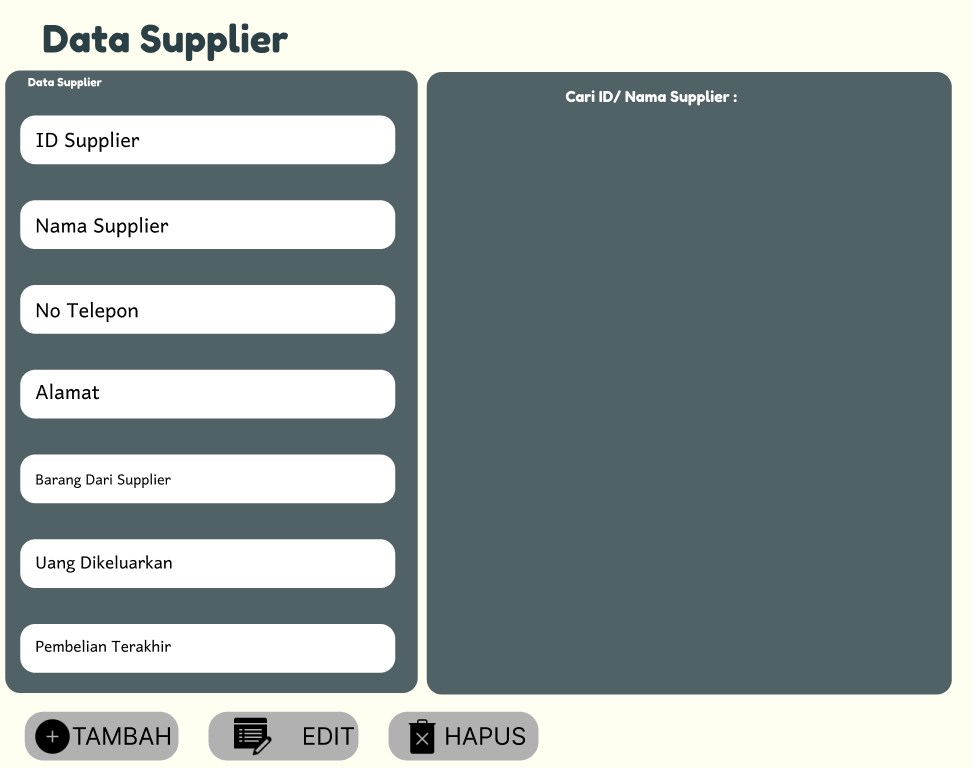 Data Supplier
Data Supplier
ID Supplier
Nama Supplier
No Telepon
Alamat
Barang Dari Supplier
Uang Dikeluarkan
Pembelian Terakhir
Cari ID/ Nama Supplier :
TAMBAH
EDIT
HAPUS